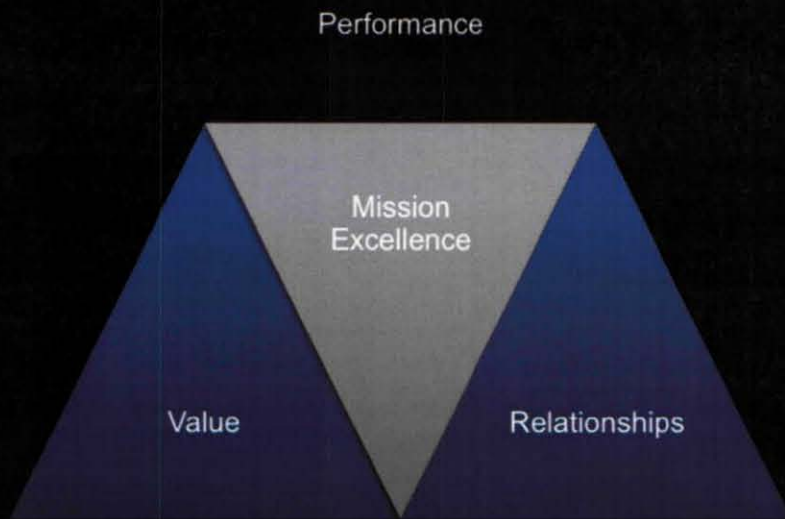 Performance
Mission
Excellence
Value
Relationships